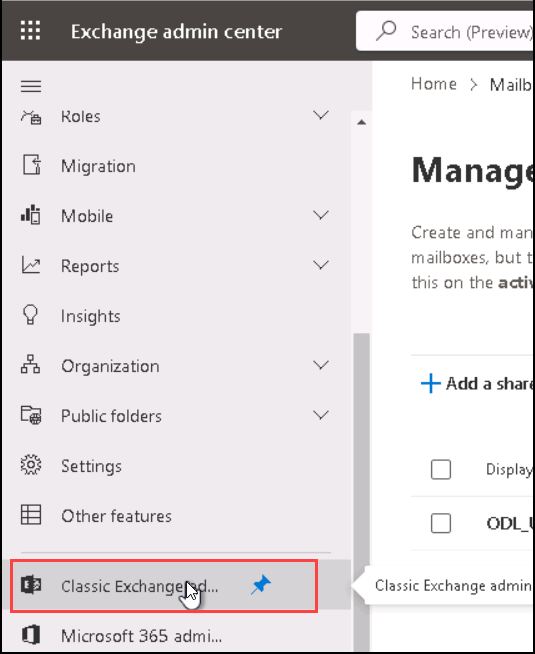 Exchange admin center
Search (Preview)
Home > Mailb
Roles
Migration
Manage
Mobile
Create and man
mailboxes, but t
this on the activ
Reports
Insights
Organization
Add a share
Public folders
Settings
Display
Other features
ODL_U
Classic Exchange ad...
Classic Exchange admin
Microsoft 365 admi...